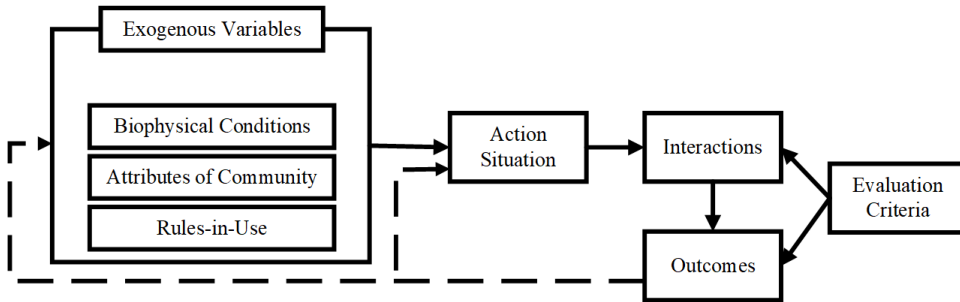 Exogenous Variables
Biophysical Conditions
Attributes of Community
Rules-in-Use
Action
Situation
Interactions
Outcomes
Evaluation
Criteria